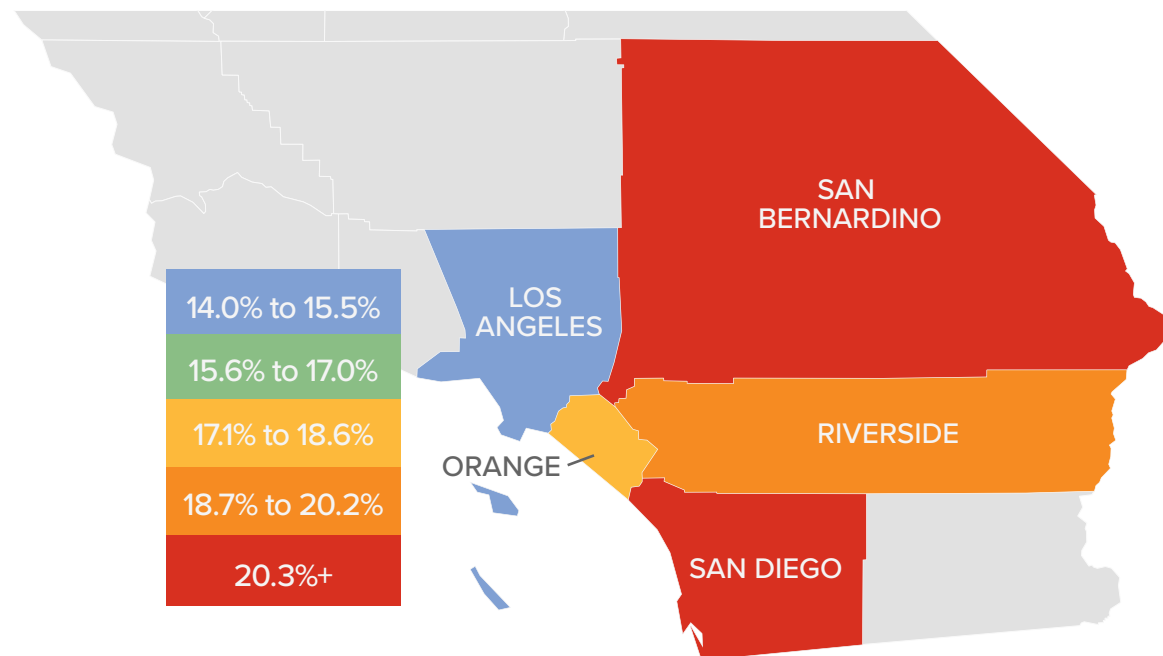 SAN
BERNARDINO
LOS
ANGELES
14.0% to 15.5%
15.6% to 17.0%
17.1% to 18.6%
18.7% to 20.2%
20.3%+
RIVERSIDE
ORANGE
SAN DIEGO